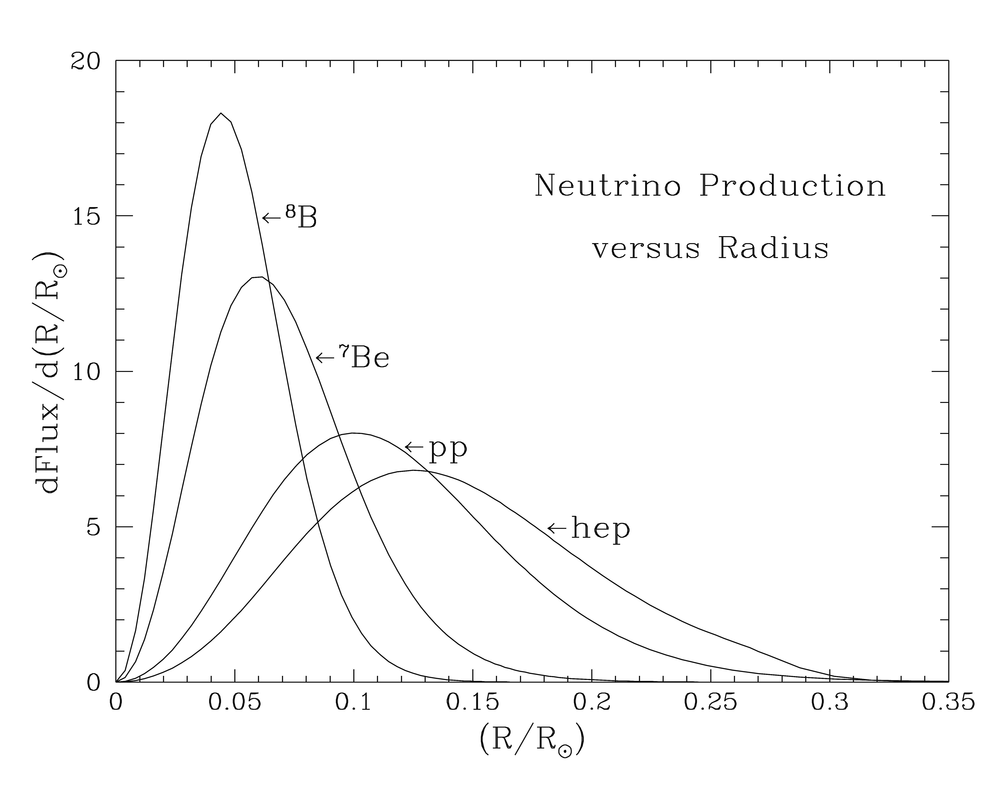 20
15
10
5
0
dFlux/d(R/R☉)
Neutrino Production
versus Radius
←⁸B
←⁷Be
←pp
←hep
0 0.05 0.1 0.15 0.2 0.25 0.3 0.35
(R/R☉)